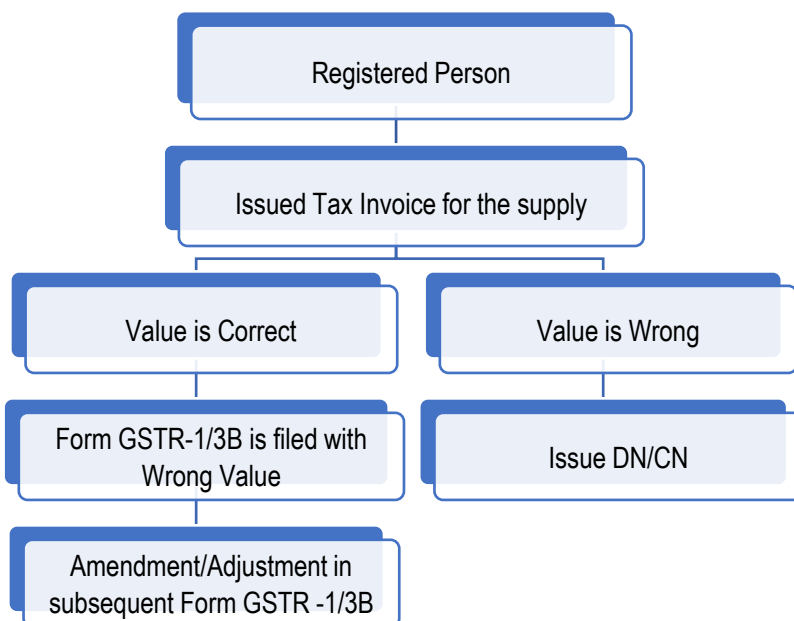 Registered Person
Issued Tax Invoice for the supply
Value is Correct
Value is Wrong
Form GSTR-1/3B is filed with
Wrong Value
Issue DN/CN
Amendment/Adjustment in
subsequent Form GSTR -1/3B